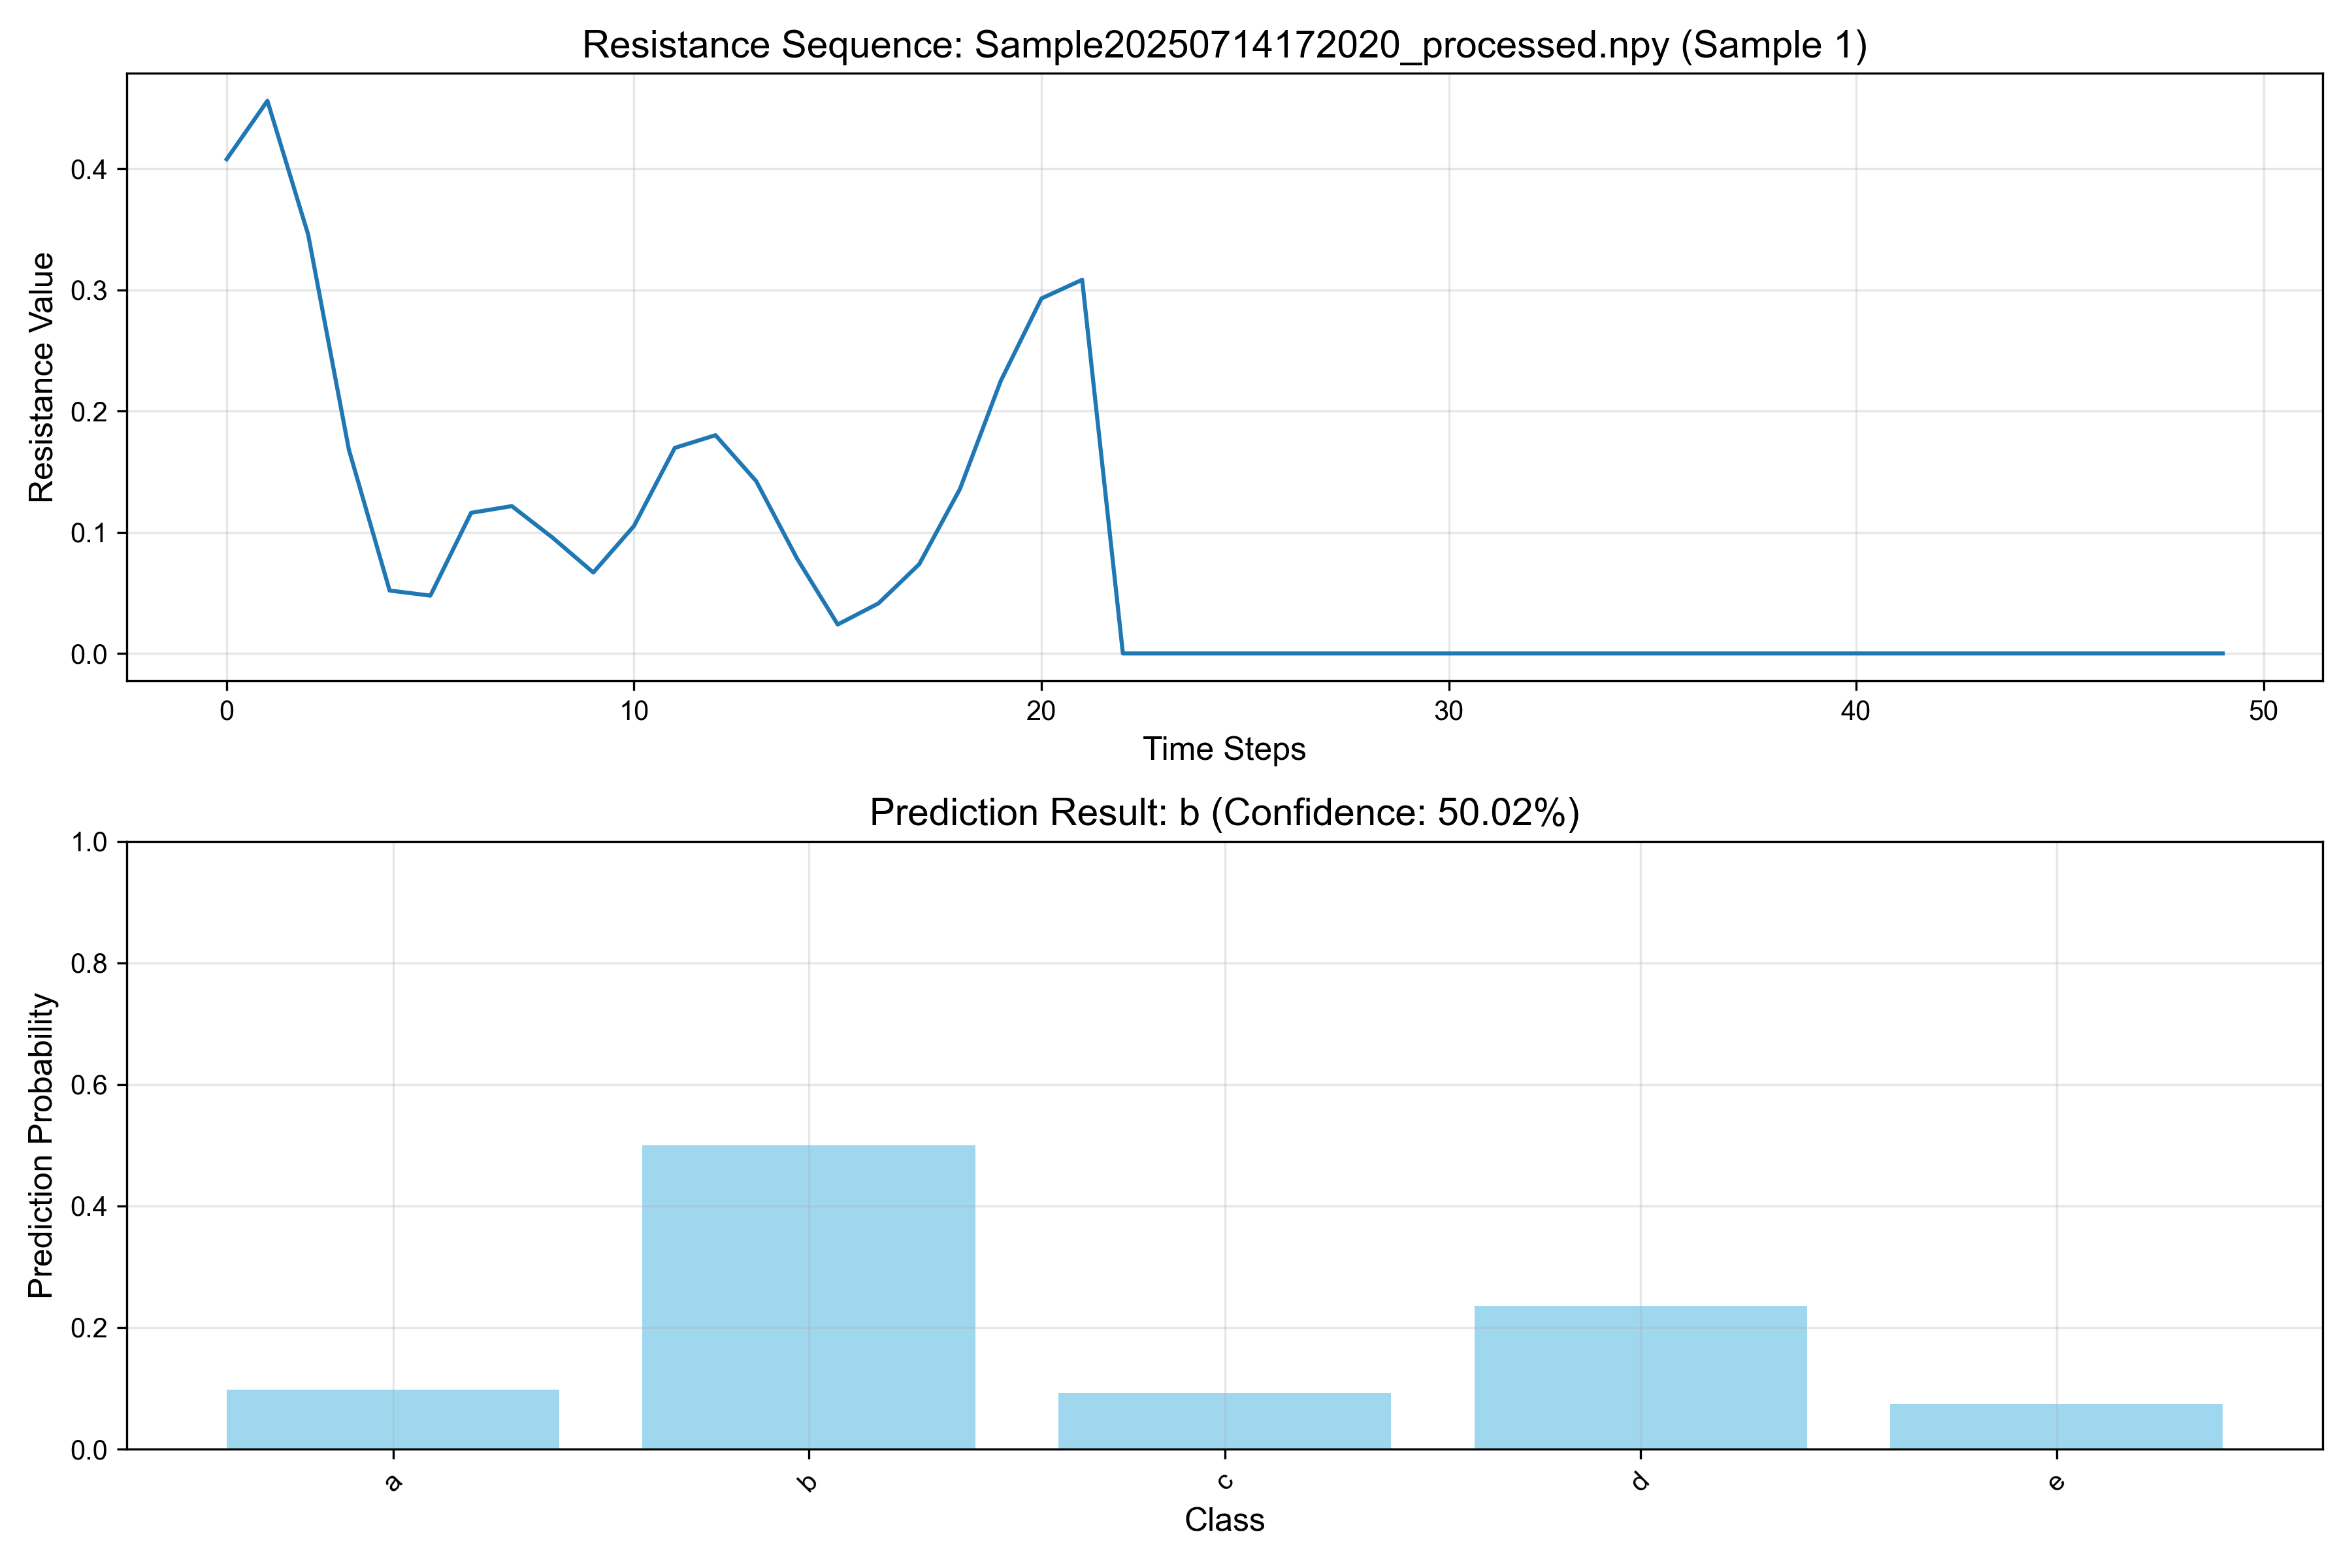 Resistance Sequence: Sample20250714172020_processed.npy (Sample 1)
Resistance Value
0.4
0.3
0.2
0.1
0.0
0 10 20 30 40 50
Time Steps
Prediction Result: b (Confidence: 50.02%)
Prediction Probability
1.0
0.8
0.6
0.4
0.2
0.0
a b c d e
Class